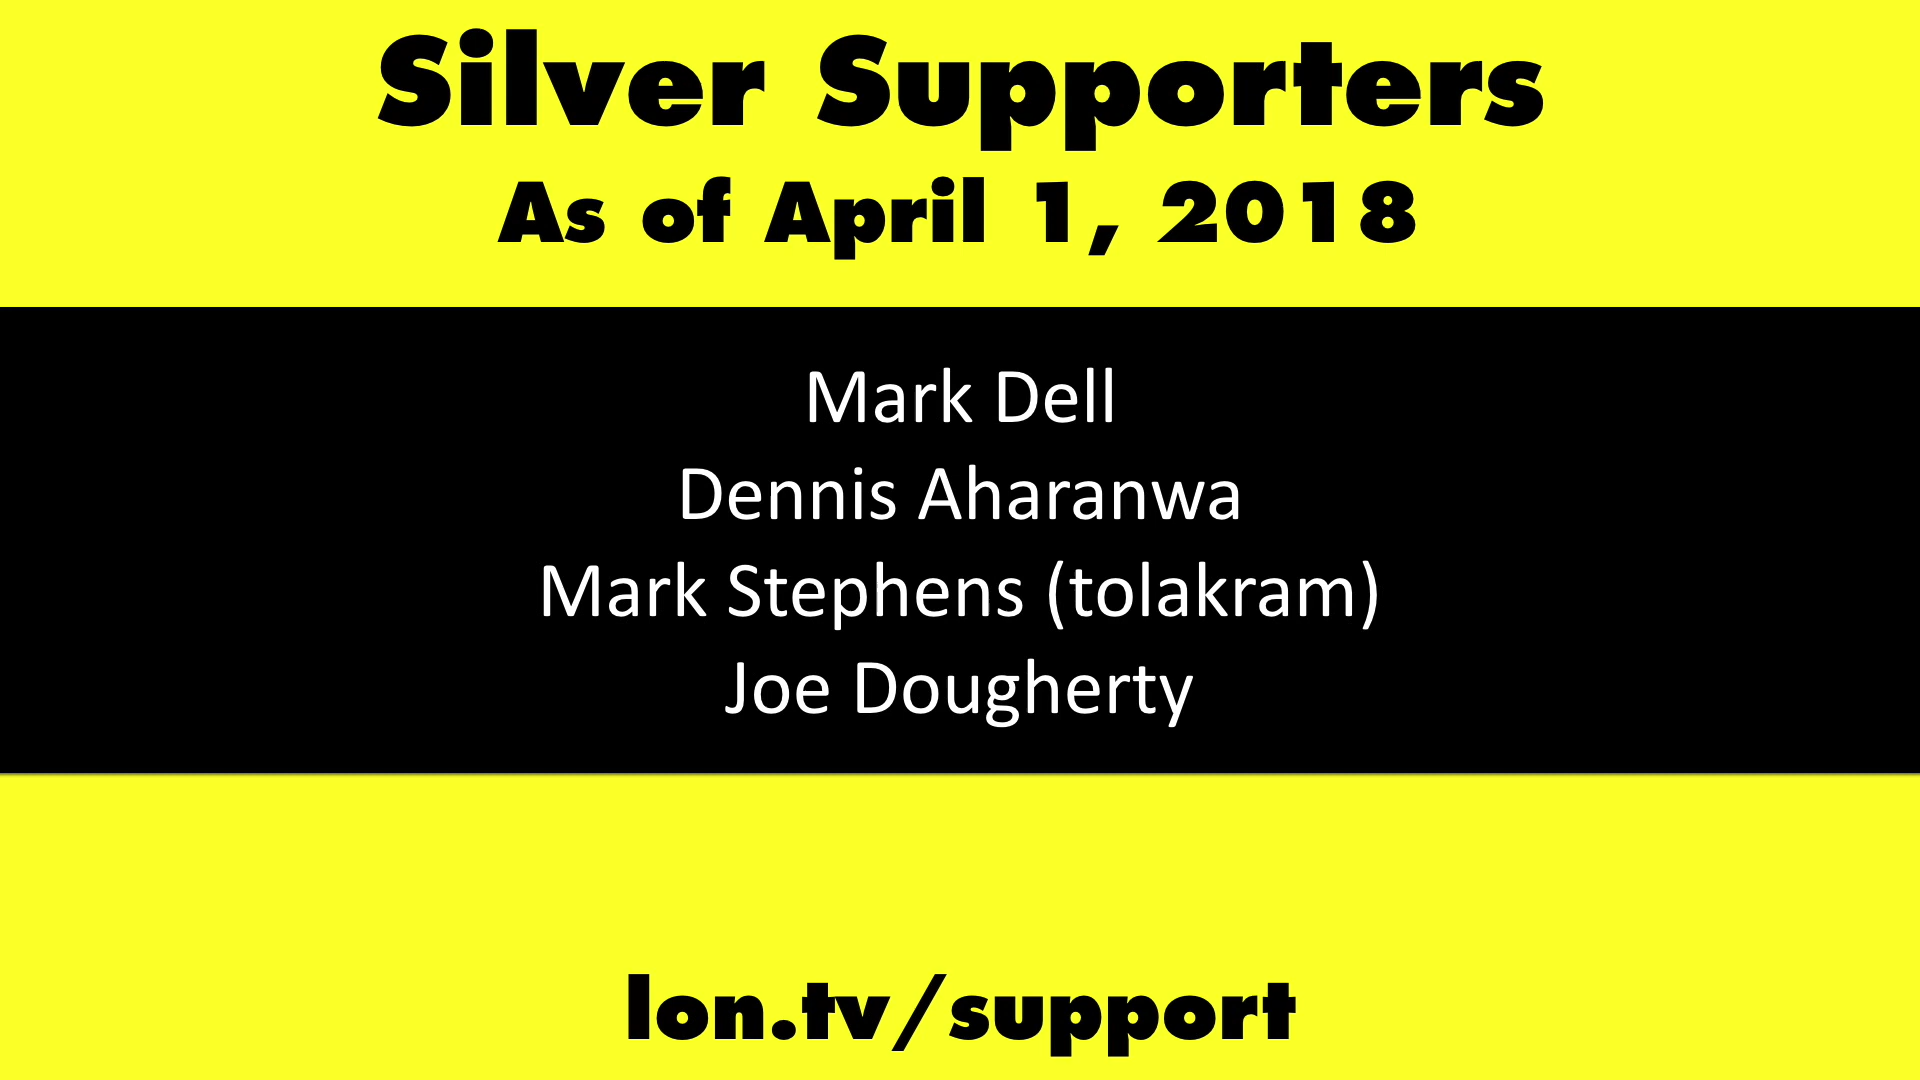 Silver Supporters
As of April 1, 2018
Mark Dell
Dennis Aharanwa
Mark Stephens (tolakram)
Joe Dougherty
lon.tv/support